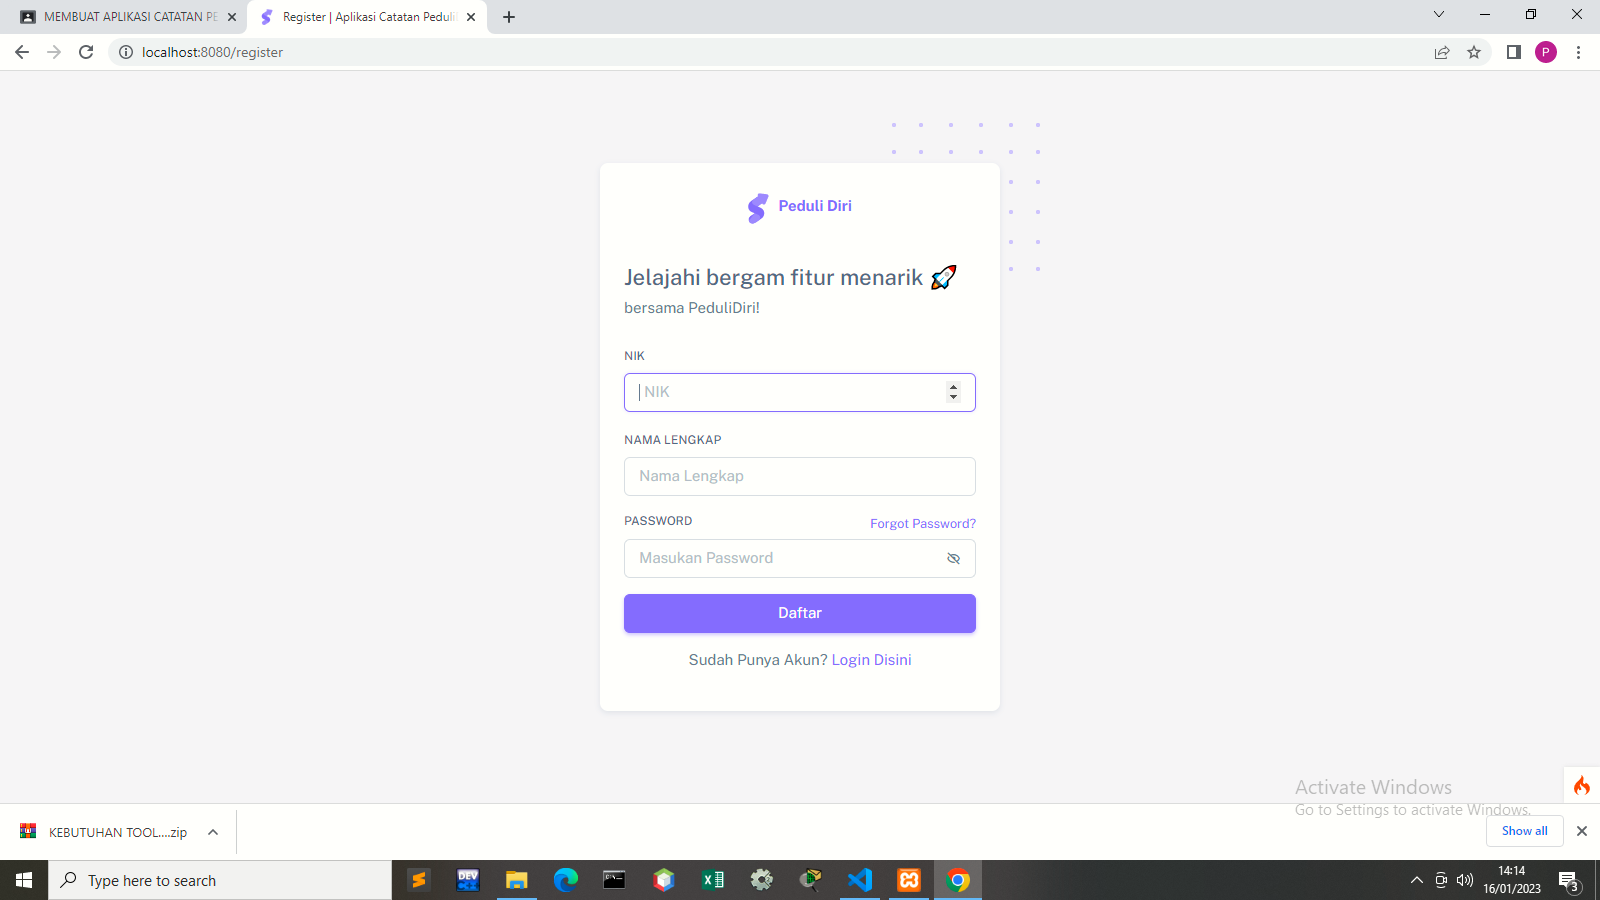 MEMBUAT APLIKASI CATATAN PE
Register | Aplikasi Catatan Peduli
localhost:8080/register
P
Peduli Diri
Jelajahi bergam fitur menarik 🚀
bersama PeduliDiri!
NIK
NIK
NAMA LENGKAP
Nama Lengkap
PASSWORD
Forgot Password?
Masukan Password
Daftar
Sudah Punya Akun? Login Disini
Activate Windows
Go to Settings to activate Windows.
KEBUTUHAN TOOL....zip
Show all
Type here to search
DEV
14:14
16/01/2023
3